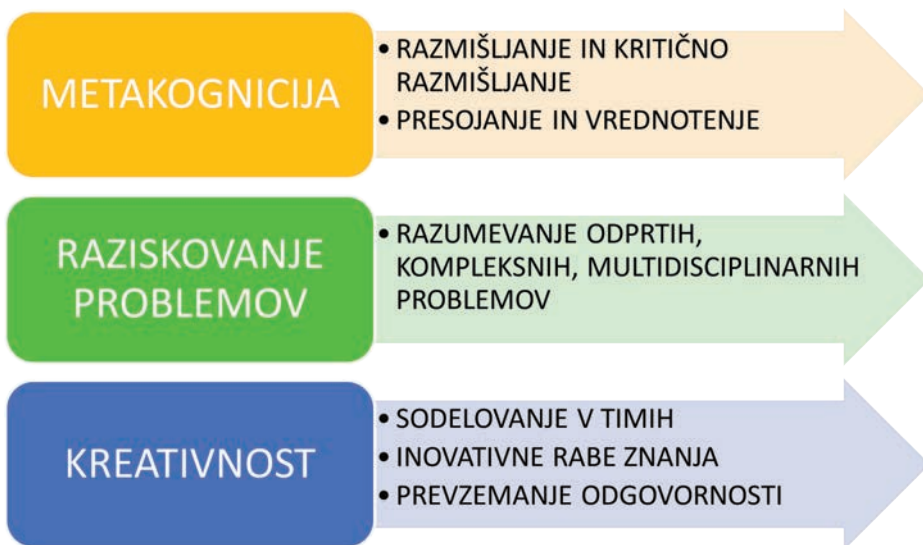 METAKOGNICIJA
• RAZMIŠLJANJE IN KRITIČNO
RAZMIŠLJANJE
• PRESOJANJE IN VREDNOTENJE
RAZISKOVANJE
PROBLEMOV
• RAZUMEVANJE ODPRTIH,
KOMPLEKSNIH, MULTIDISCIPLINARNIH
PROBLEMOV
KREATIVNOST
• SODELOVANJE V TIMIH
• INOVATIVNE RABE ZNANJA
• PREVZEMANJE ODGOVORNOSTI